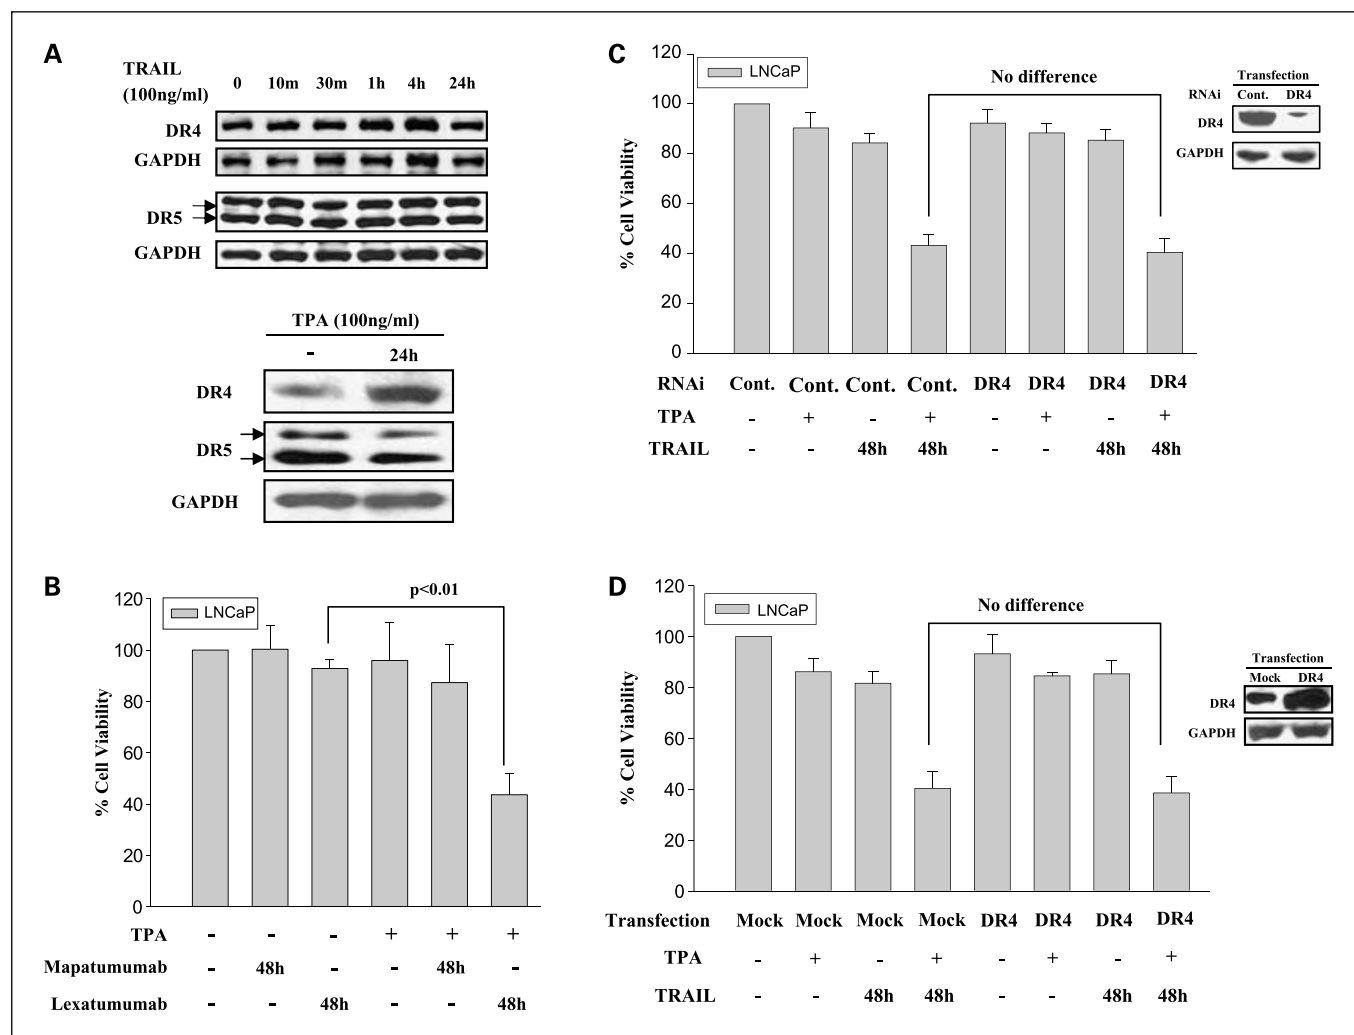 A
TRAIL
(100ng/ml)
0 10m 30m 1h 4h 24h
DR4
GAPDH
DR5
GAPDH
TPA (100ng/ml)
- 24h
DR4
DR5
GAPDH
B
120
100
80
60
40
20
0
% Cell Viability
LNCaP
p<0.01
TPA - - - + + +
Mapatumumab - 48h - - 48h -
Lexatumumab - - 48h - - 48h
C
120
100
80
60
40
20
0
% Cell Viability
LNCaP
No difference
RNAi Cont. Cont. Cont. Cont. DR4 DR4 DR4 DR4
TPA - + - + - + - +
TRAIL - - 48h 48h - - 48h 48h
Transfection
RNAi Cont. DR4
DR4
GAPDH
D
120
100
80
60
40
20
0
% Cell Viability
LNCaP
No difference
Transfection Mock Mock Mock Mock DR4 DR4 DR4 DR4
TPA - + - + - + - +
TRAIL - - 48h 48h - - 48h 48h
Transfection
Mock DR4
DR4
GAPDH